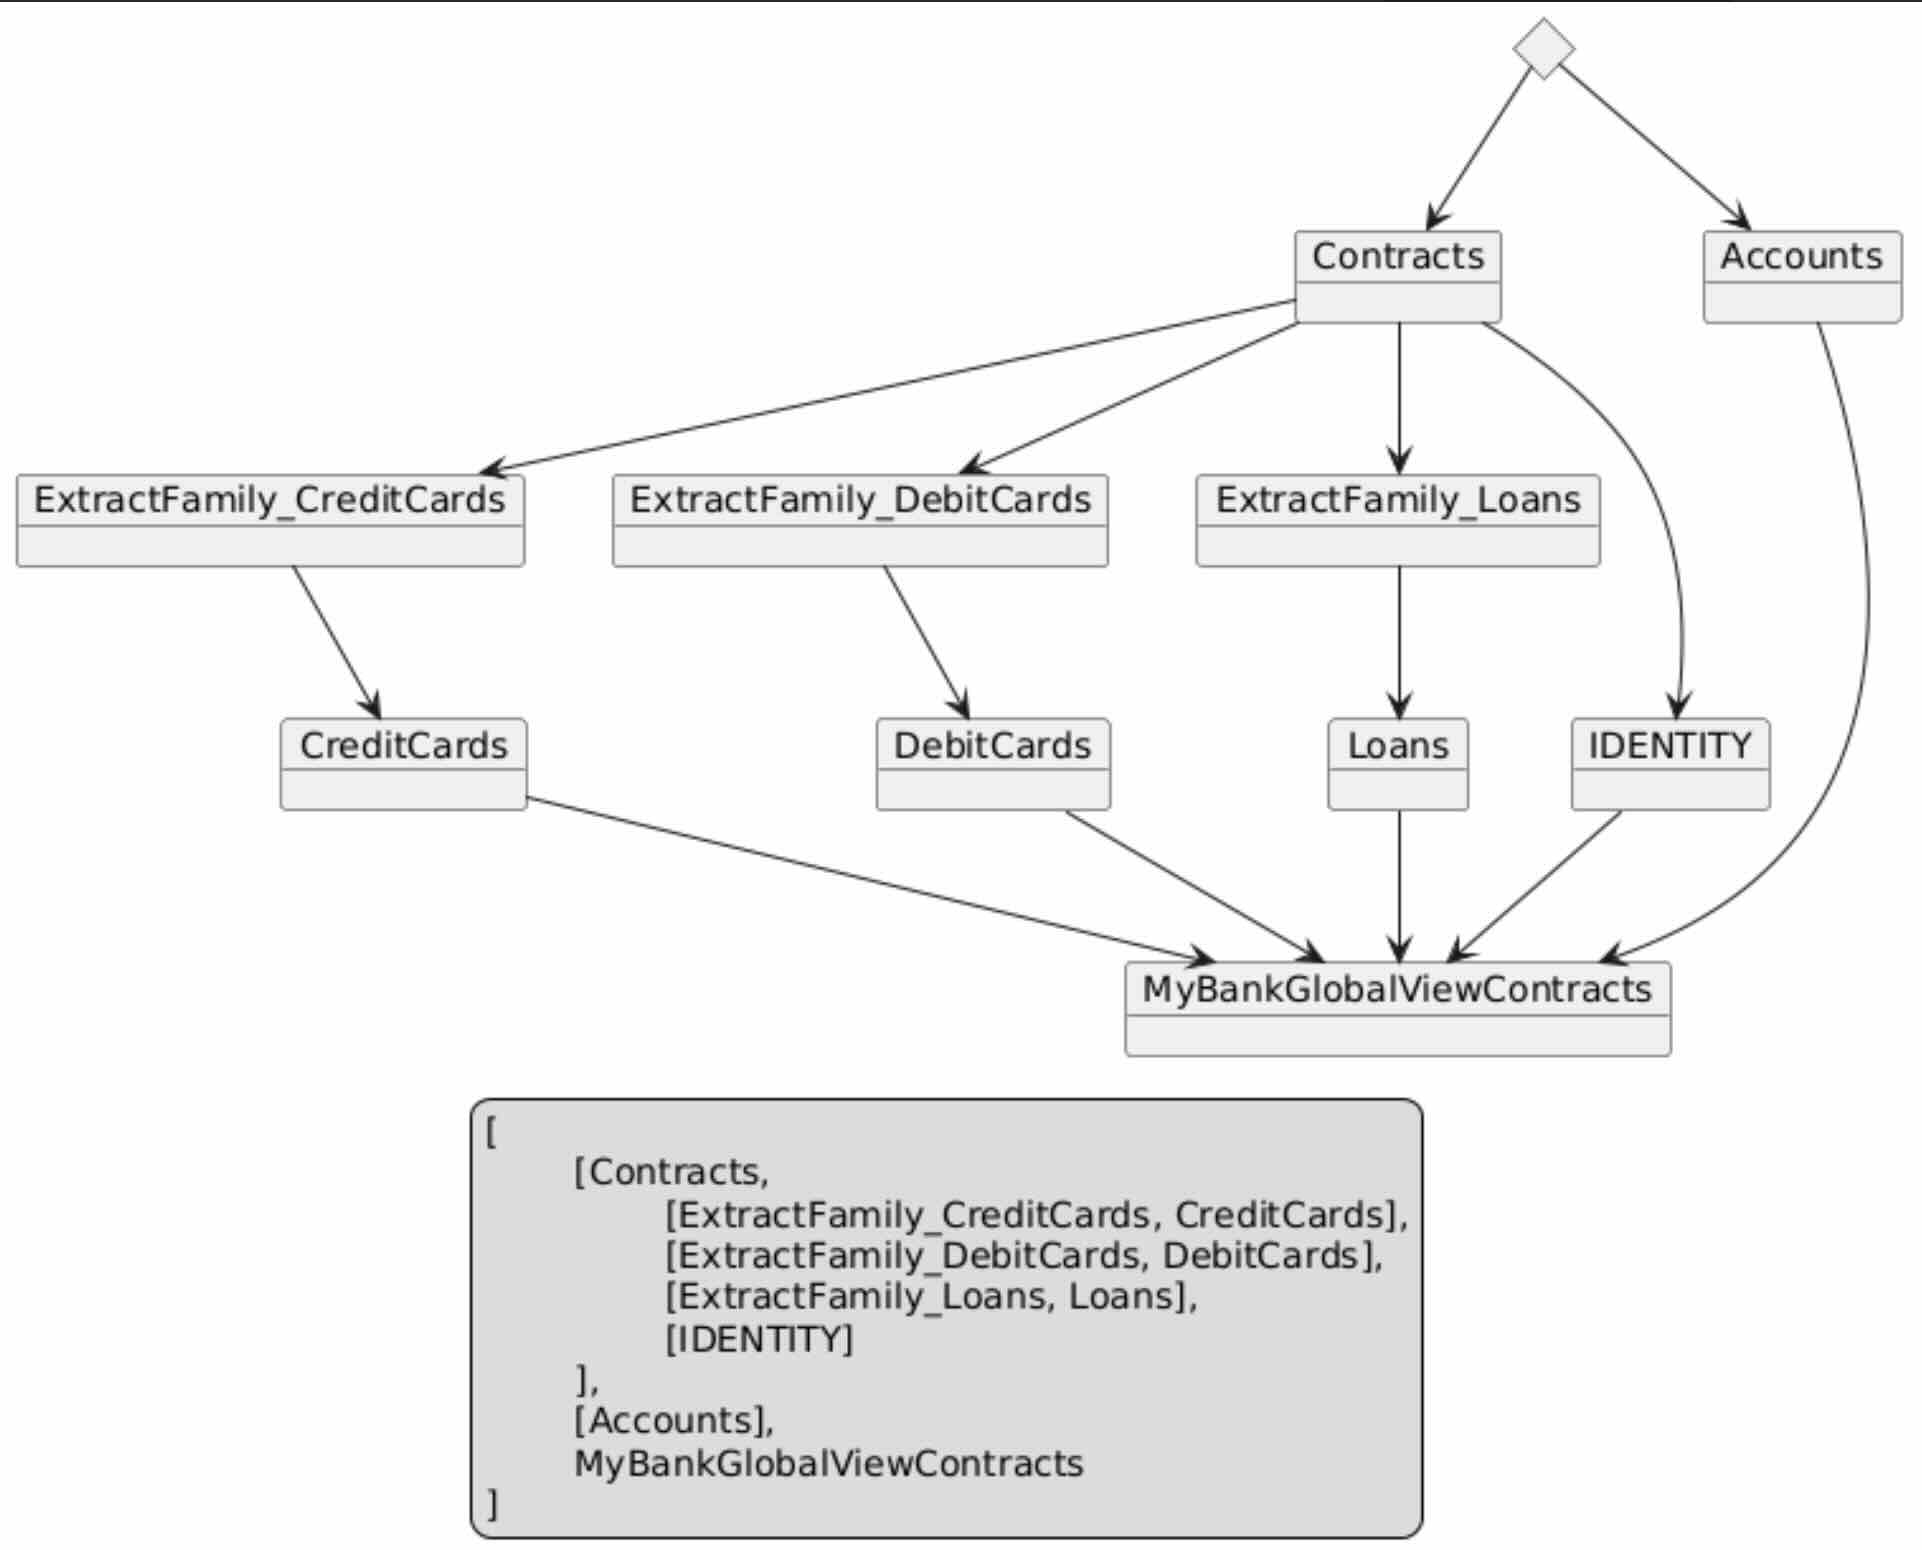 Contracts
Accounts
ExtractFamily_CreditCards
ExtractFamily_DebitCards
ExtractFamily_Loans
CreditCards
DebitCards
Loans
IDENTITY
MyBankGlobalViewContracts
[
[Contracts,
[ExtractFamily_CreditCards, CreditCards],
[ExtractFamily_DebitCards, DebitCards],
[ExtractFamily_Loans, Loans],
[IDENTITY]
],
[Accounts],
MyBankGlobalViewContracts
]